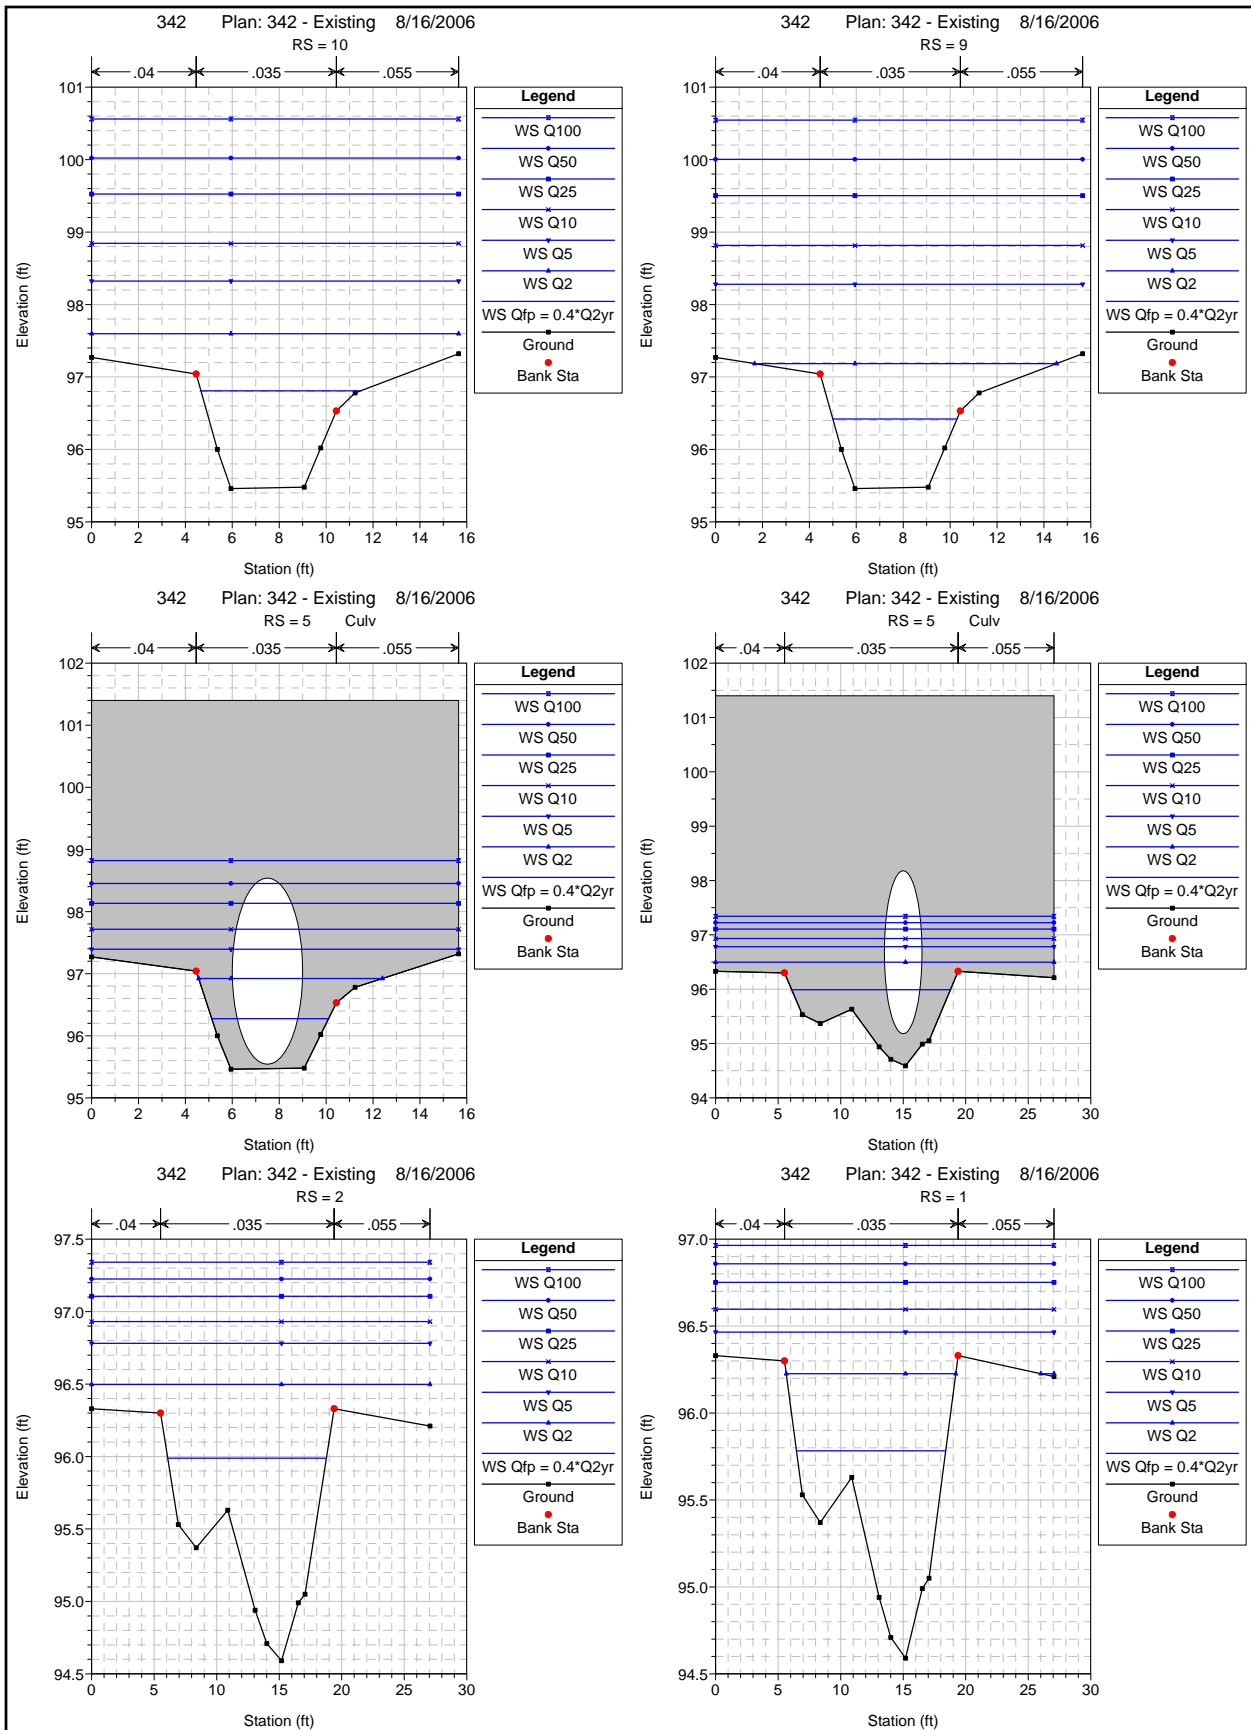 342 Plan: 342 - Existing 8/16/2006
RS = 10
.04 .035 .055
101
100
99
98
97
96
95
0 2 4 6 8 10 12 14 16
Station (ft)
Elevation (ft)
Legend
WS Q100
WS Q50
WS Q25
WS Q10
WS Q5
WS Q2
WS Qfp = 0.4*Q2yr
Ground
Bank Sta
342 Plan: 342 - Existing 8/16/2006
RS = 9
.04 .035 .055
101
100
99
98
97
96
95
0 2 4 6 8 10 12 14 16
Station (ft)
Elevation (ft)
Legend
WS Q100
WS Q50
WS Q25
WS Q10
WS Q5
WS Q2
WS Qfp = 0.4*Q2yr
Ground
Bank Sta
342 Plan: 342 - Existing 8/16/2006
RS = 5 Culv
.04 .035 .055
102
101
100
99
98
97
96
95
0 2 4 6 8 10 12 14 16
Station (ft)
Elevation (ft)
Legend
WS Q100
WS Q50
WS Q25
WS Q10
WS Q5
WS Q2
WS Qfp = 0.4*Q2yr
Ground
Bank Sta
342 Plan: 342 - Existing 8/16/2006
RS = 5 Culv
.04 .035 .055
102
101
100
99
98
97
96
95
94
0 5 10 15 20 25 30
Station (ft)
Elevation (ft)
Legend
WS Q100
WS Q50
WS Q25
WS Q10
WS Q5
WS Q2
WS Qfp = 0.4*Q2yr
Ground
Bank Sta
342 Plan: 342 - Existing 8/16/2006
RS = 2
.04 .035 .055
97.5
97.0
96.5
96.0
95.5
95.0
94.5
0 5 10 15 20 25 30
Station (ft)
Elevation (ft)
Legend
WS Q100
WS Q50
WS Q25
WS Q10
WS Q5
WS Q2
WS Qfp = 0.4*Q2yr
Ground
Bank Sta
342 Plan: 342 - Existing 8/16/2006
RS = 1
.04 .035 .055
97.0
96.5
96.0
95.5
95.0
94.5
0 5 10 15 20 25 30
Station (ft)
Elevation (ft)
Legend
WS Q100
WS Q50
WS Q25
WS Q10
WS Q5
WS Q2
WS Qfp = 0.4*Q2yr
Ground
Bank Sta